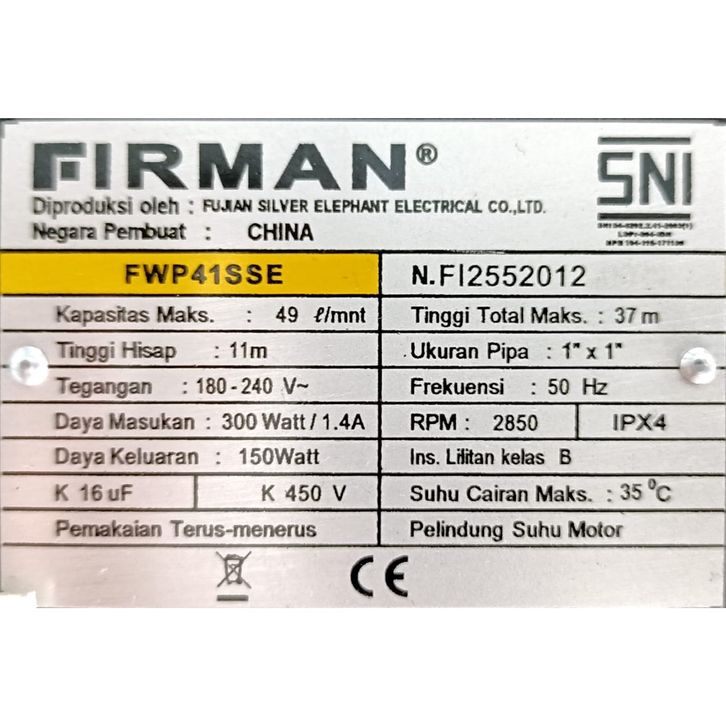 FIRMAN®
SNI
Diproduksi oleh : FUJIAN SILVER ELEPHANT ELECTRICAL CO.,LTD.
Negara Pembuat : CHINA
FWP41SSE
N.FI2552012
Kapasitas Maks. : 49 ℓ/mnt
Tinggi Total Maks. : 37 m
Tinggi Hisap : 11m
Ukuran Pipa : 1" x 1"
Tegangan : 180-240 V~
Frekuensi : 50 Hz
Daya Masukan : 300 Watt / 1.4A
RPM : 2850
IPX4
Daya Keluaran : 150Watt
Ins. Lilitan kelas B
K 16 uF
K 450 V
Suhu Cairan Maks. : 35 ⁰C
Pemakaian Terus-menerus
Pelindung Suhu Motor
CE